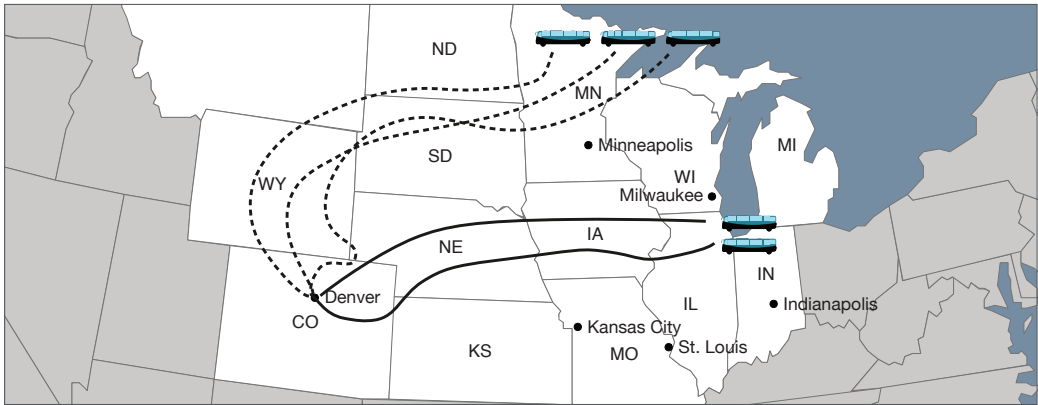 ND
MN
Minneapolis
MI
SD
WI
WY
Milwaukee
IA
NE
IN
Denver
Indianapolis
IL
CO
Kansas City
St. Louis
KS
MO